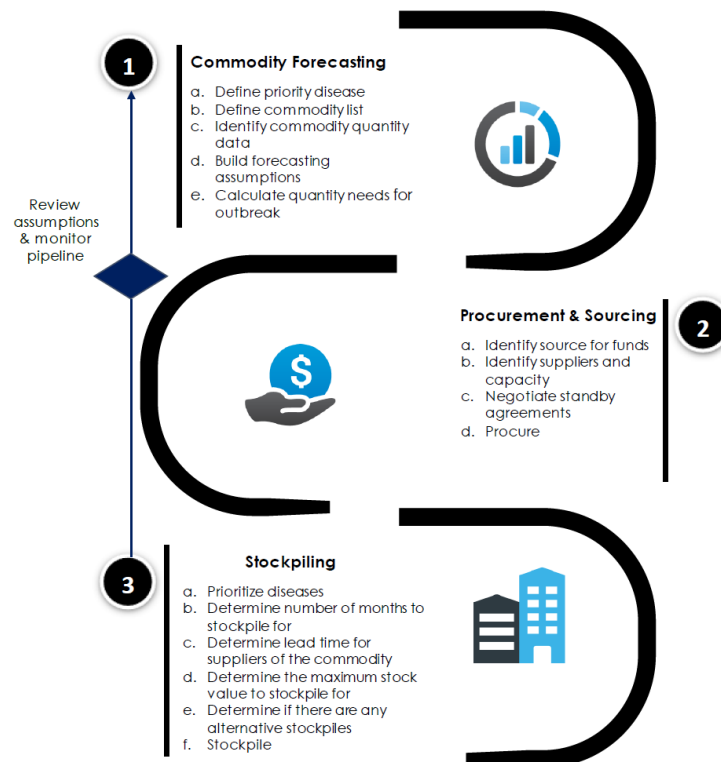 1
Commodity Forecasting
a. Define priority disease
b. Define commodity list
c. Identify commodity quantity
data
d. Build forecasting
assumptions
e. Calculate quantity needs for
outbreak
Review
assumptions
& monitor
pipeline
2
Procurement & Sourcing
a. Identify source for funds
b. Identify suppliers and
capacity
c. Negotiate standby
agreements
d. Procure
$
3
Stockpiling
a. Prioritize diseases
b. Determine number of months to
stockpile for
c. Determine lead time for
suppliers of the commodity
d. Determine the maximum stock
value to stockpile for
e. Determine if there are any
alternative stockpiles
f. Stockpile